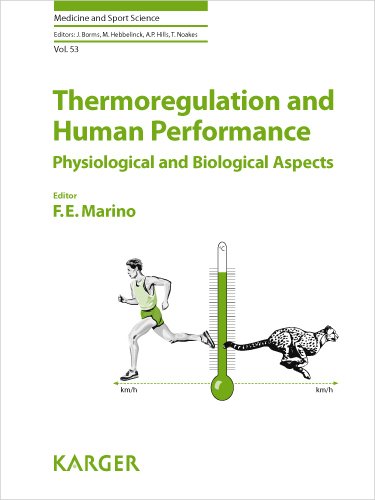 Medicine and Sport Science
Editors: J. Borms, M. Hebbelinck, A.P. Hills, T. Noakes
Vol. 53
Thermoregulation and
Human Performance
Physiological and Biological Aspects
Editor
F.E. Marino
°C
km/h
km/h
KARGER